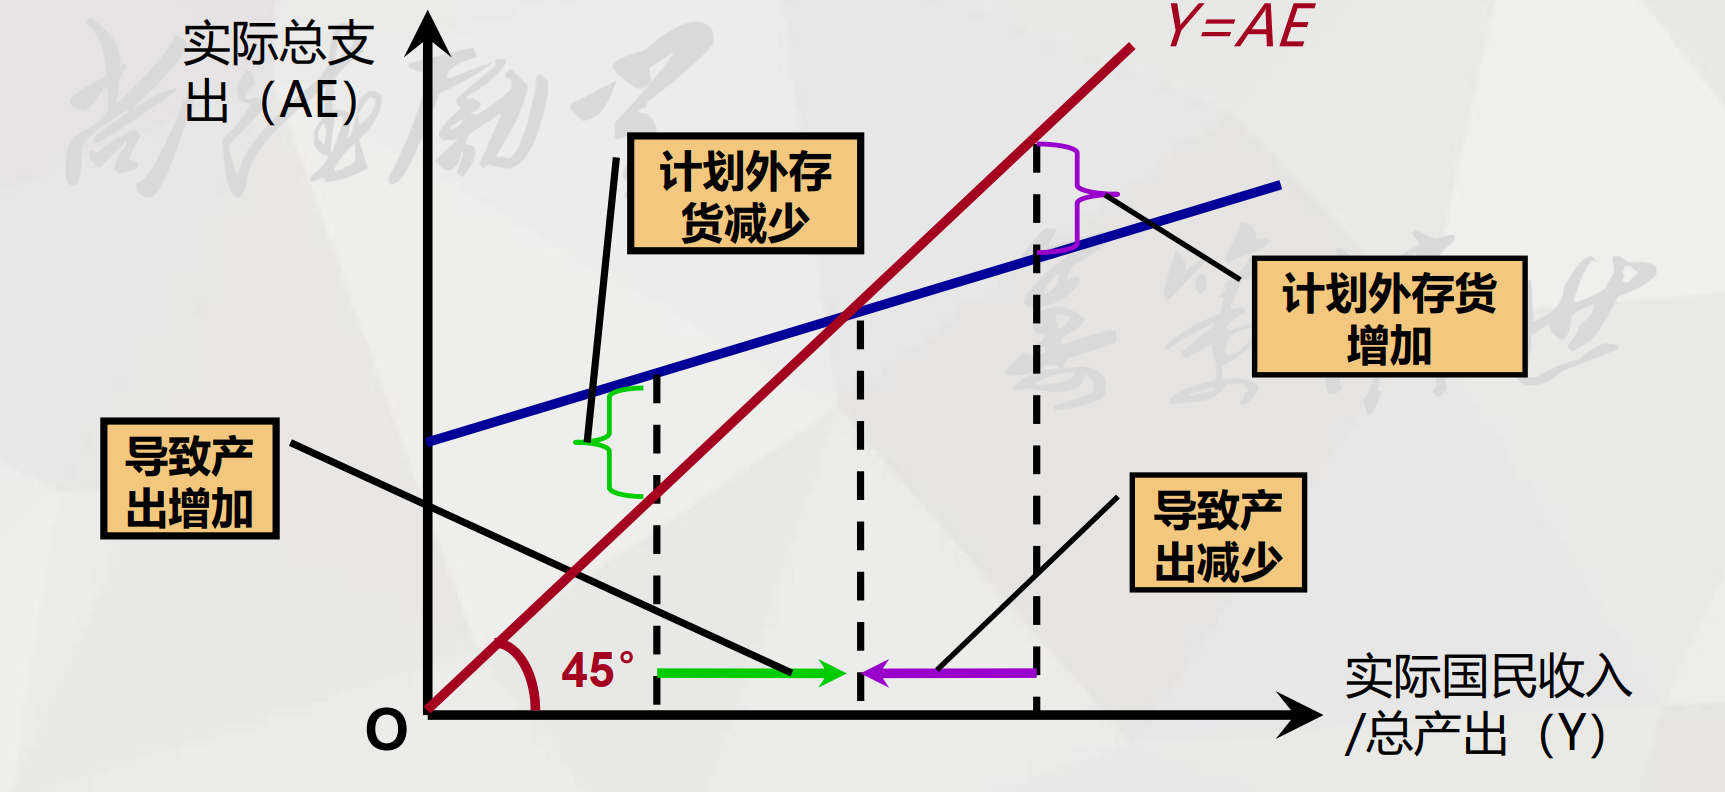 实际总支
出（AE）
Y=AE
计划外存
货减少
计划外存货
增加
导致产
出增加
导致产
出减少
45°
O
实际国民收入
/总产出（Y）